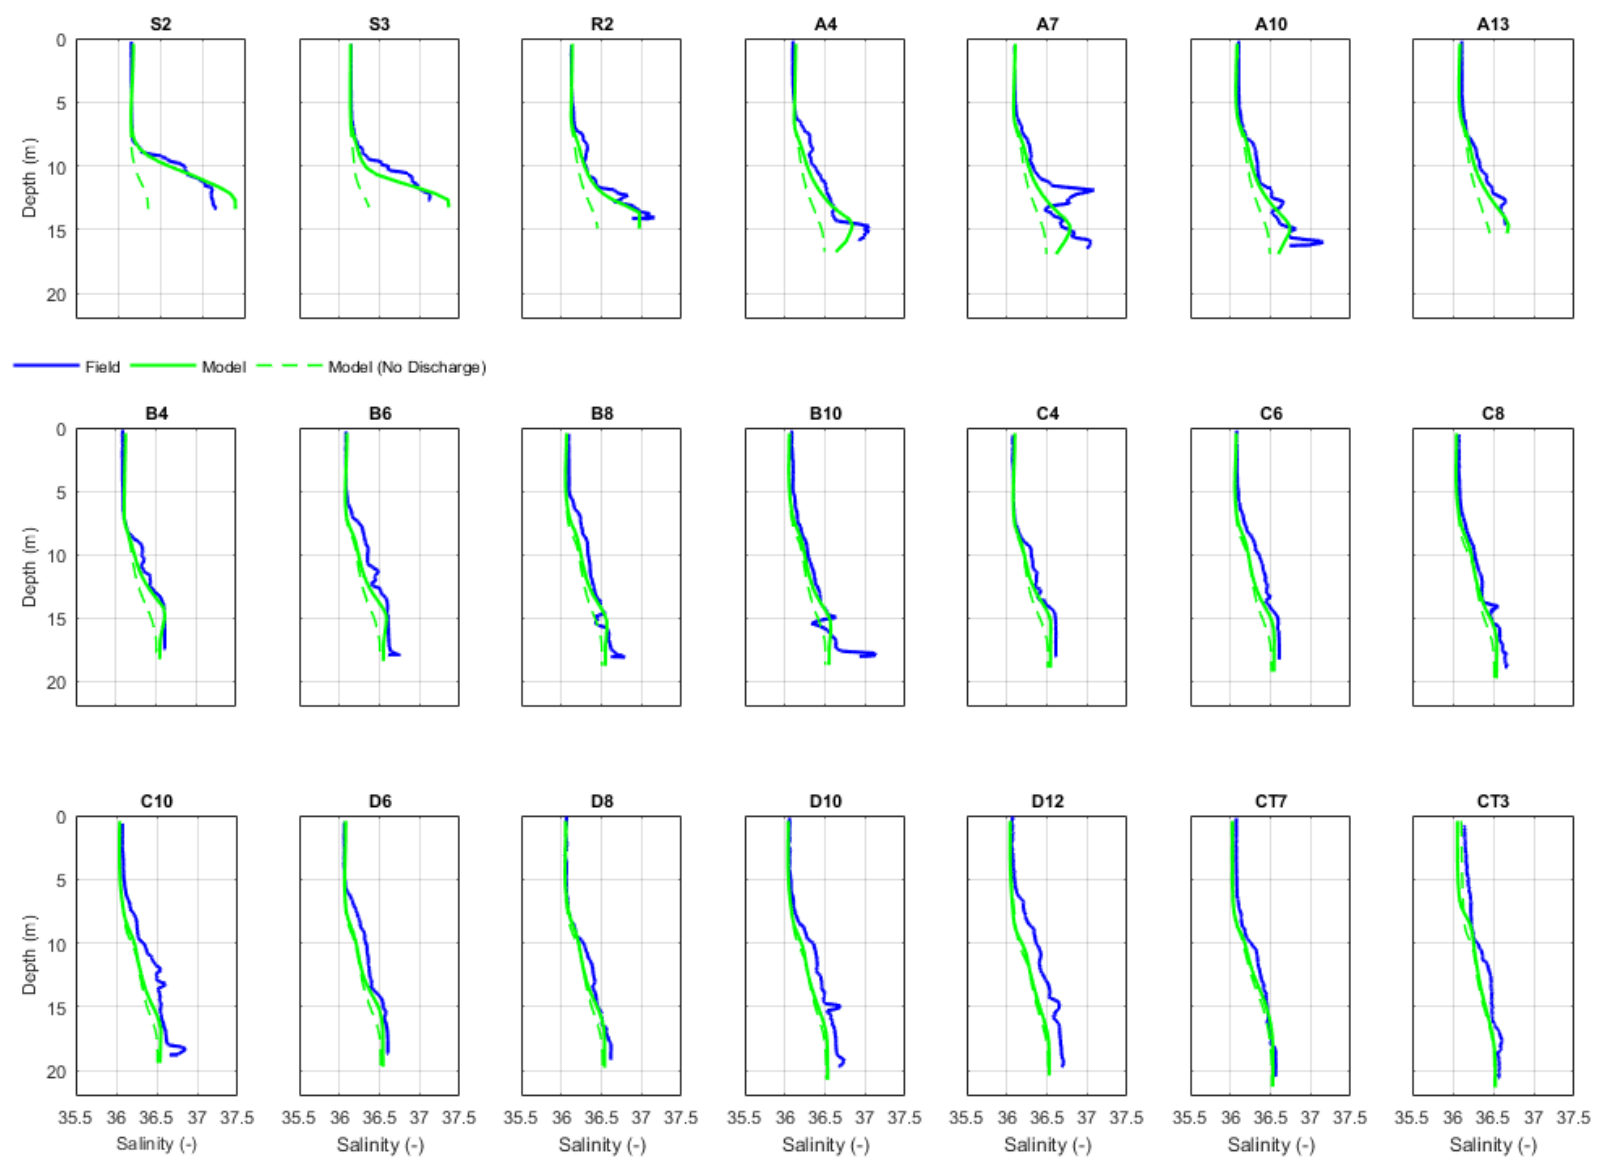 S2 S3 R2 A4 A7 A10 A13
0
5
10
15
20
Depth (m)
Field Model Model (No Discharge)
B4 B6 B8 B10 C4 C6 C8
0
5
10
15
20
Depth (m)
C10 D6 D8 D10 D12 CT7 CT3
0
5
10
15
20
Depth (m)
35.5 36 36.5 37 37.5 35.5 36 36.5 37 37.5 35.5 36 36.5 37 37.5 35.5 36 36.5 37 37.5 35.5 36 36.5 37 37.5 35.5 36 36.5 37 37.5 35.5 36 36.5 37 37.5
Salinity (-) Salinity (-) Salinity (-) Salinity (-) Salinity (-) Salinity (-) Salinity (-)